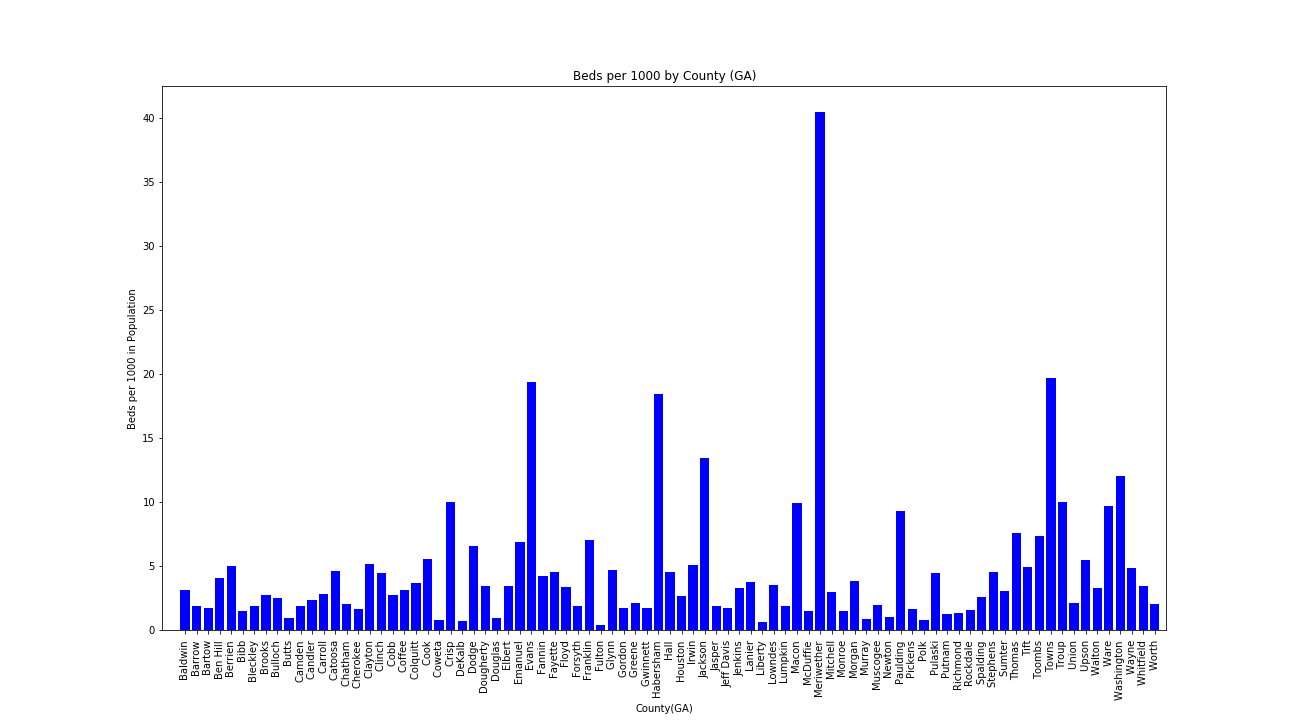 Beds per 1000 by County (GA)
40
35
30
25
20
15
10
5
0
Beds per 1000 in Population
Baldwin
Barrow
Bartow
Ben Hill
Berrien
Bibb
Bleckley
Brooks
Bulloch
Butts
Camden
Candler
Carroll
Catoosa
Chatham
Cherokee
Clayton
Clinch
Cobb
Coffee
Colquitt
Cook
Coweta
Crisp
DeKalb
Dodge
Dougherty
Douglas
Elbert
Emanuel
Evans
Fannin
Fayette
Floyd
Forsyth
Franklin
Fulton
Glynn
Gordon
Greene
Gwinnett
Habersham
Hall
Houston
Irwin
Jackson
Jasper
Jeff Davis
Jenkins
Lanier
Liberty
Lowndes
Lumpkin
Macon
McDuffie
Meriwether
Mitchell
Monroe
Morgan
Murray
Muscogee
Newton
Paulding
Pickens
Polk
Pulaski
Putnam
Richmond
Rockdale
Spalding
Stephens
Sumter
Thomas
Tift
Toombs
Towns
Troup
Union
Upson
Walton
Ware
Washington
Wayne
Whitfield
Worth
County(GA)